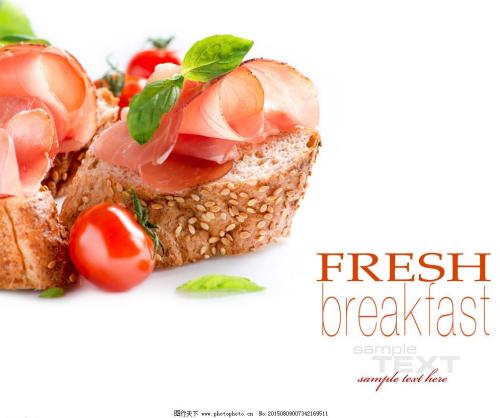 FRESH
breakfast
sample
TEXT
sample text here
图行天下 www.photophoto.cn No.20150809007342169511